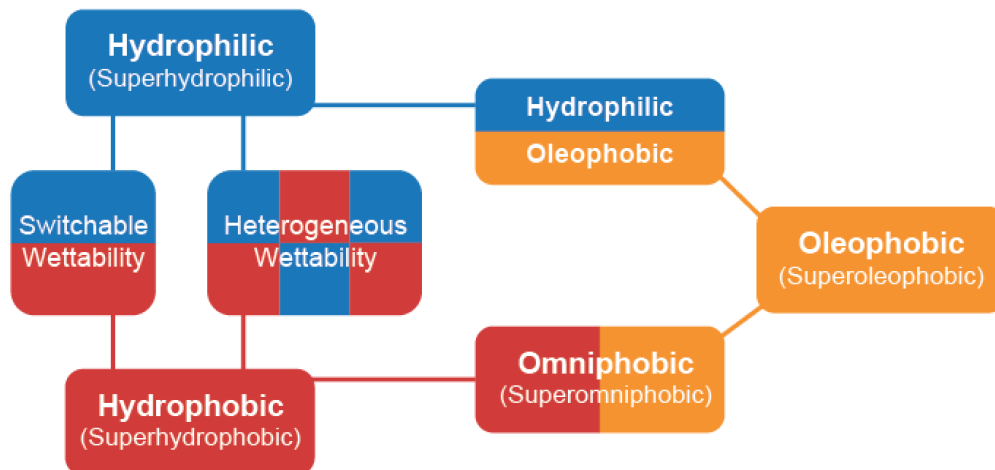 Hydrophilic
(Superhydrophilic)
Hydrophilic
Oleophobic
Switchable
Wettability
Heterogeneous
Wettability
Oleophobic
(Superoleophobic)
Omniphobic
(Superomniphobic)
Hydrophobic
(Superhydrophobic)